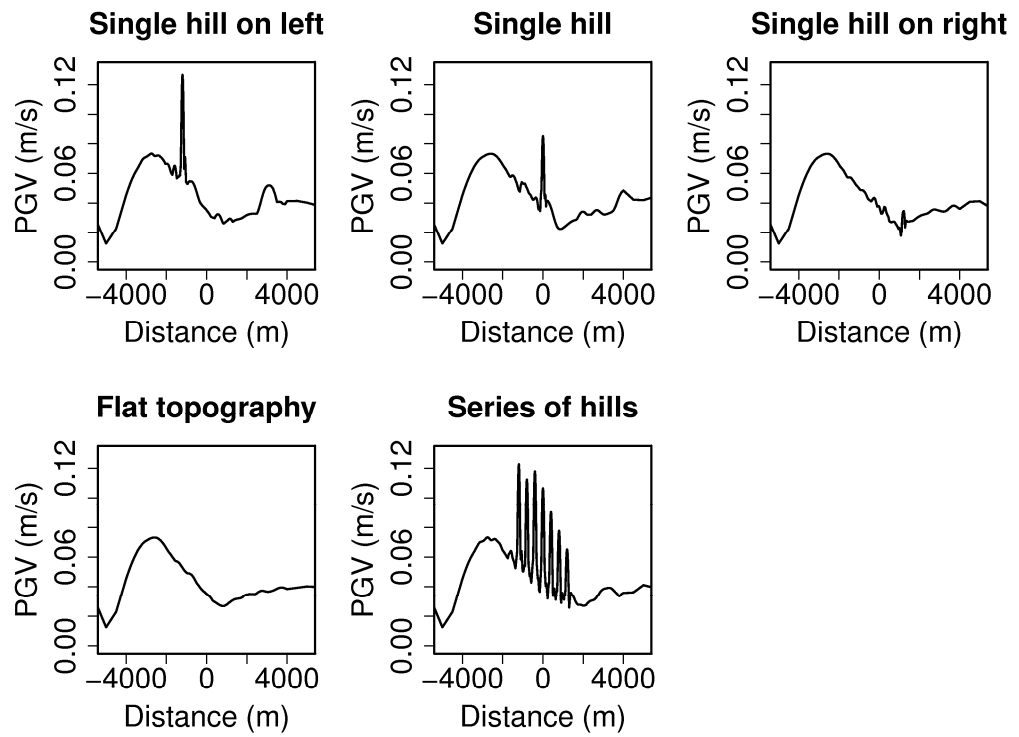 Single hill on left
PGV (m/s)
0.00 0.06 0.12
−4000 0 4000
Distance (m)
Single hill
PGV (m/s)
0.00 0.06 0.12
−4000 0 4000
Distance (m)
Single hill on right
PGV (m/s)
0.00 0.06 0.12
−4000 0 4000
Distance (m)
Flat topography
PGV (m/s)
0.00 0.06 0.12
−4000 0 4000
Distance (m)
Series of hills
PGV (m/s)
0.00 0.06 0.12
−4000 0 4000
Distance (m)